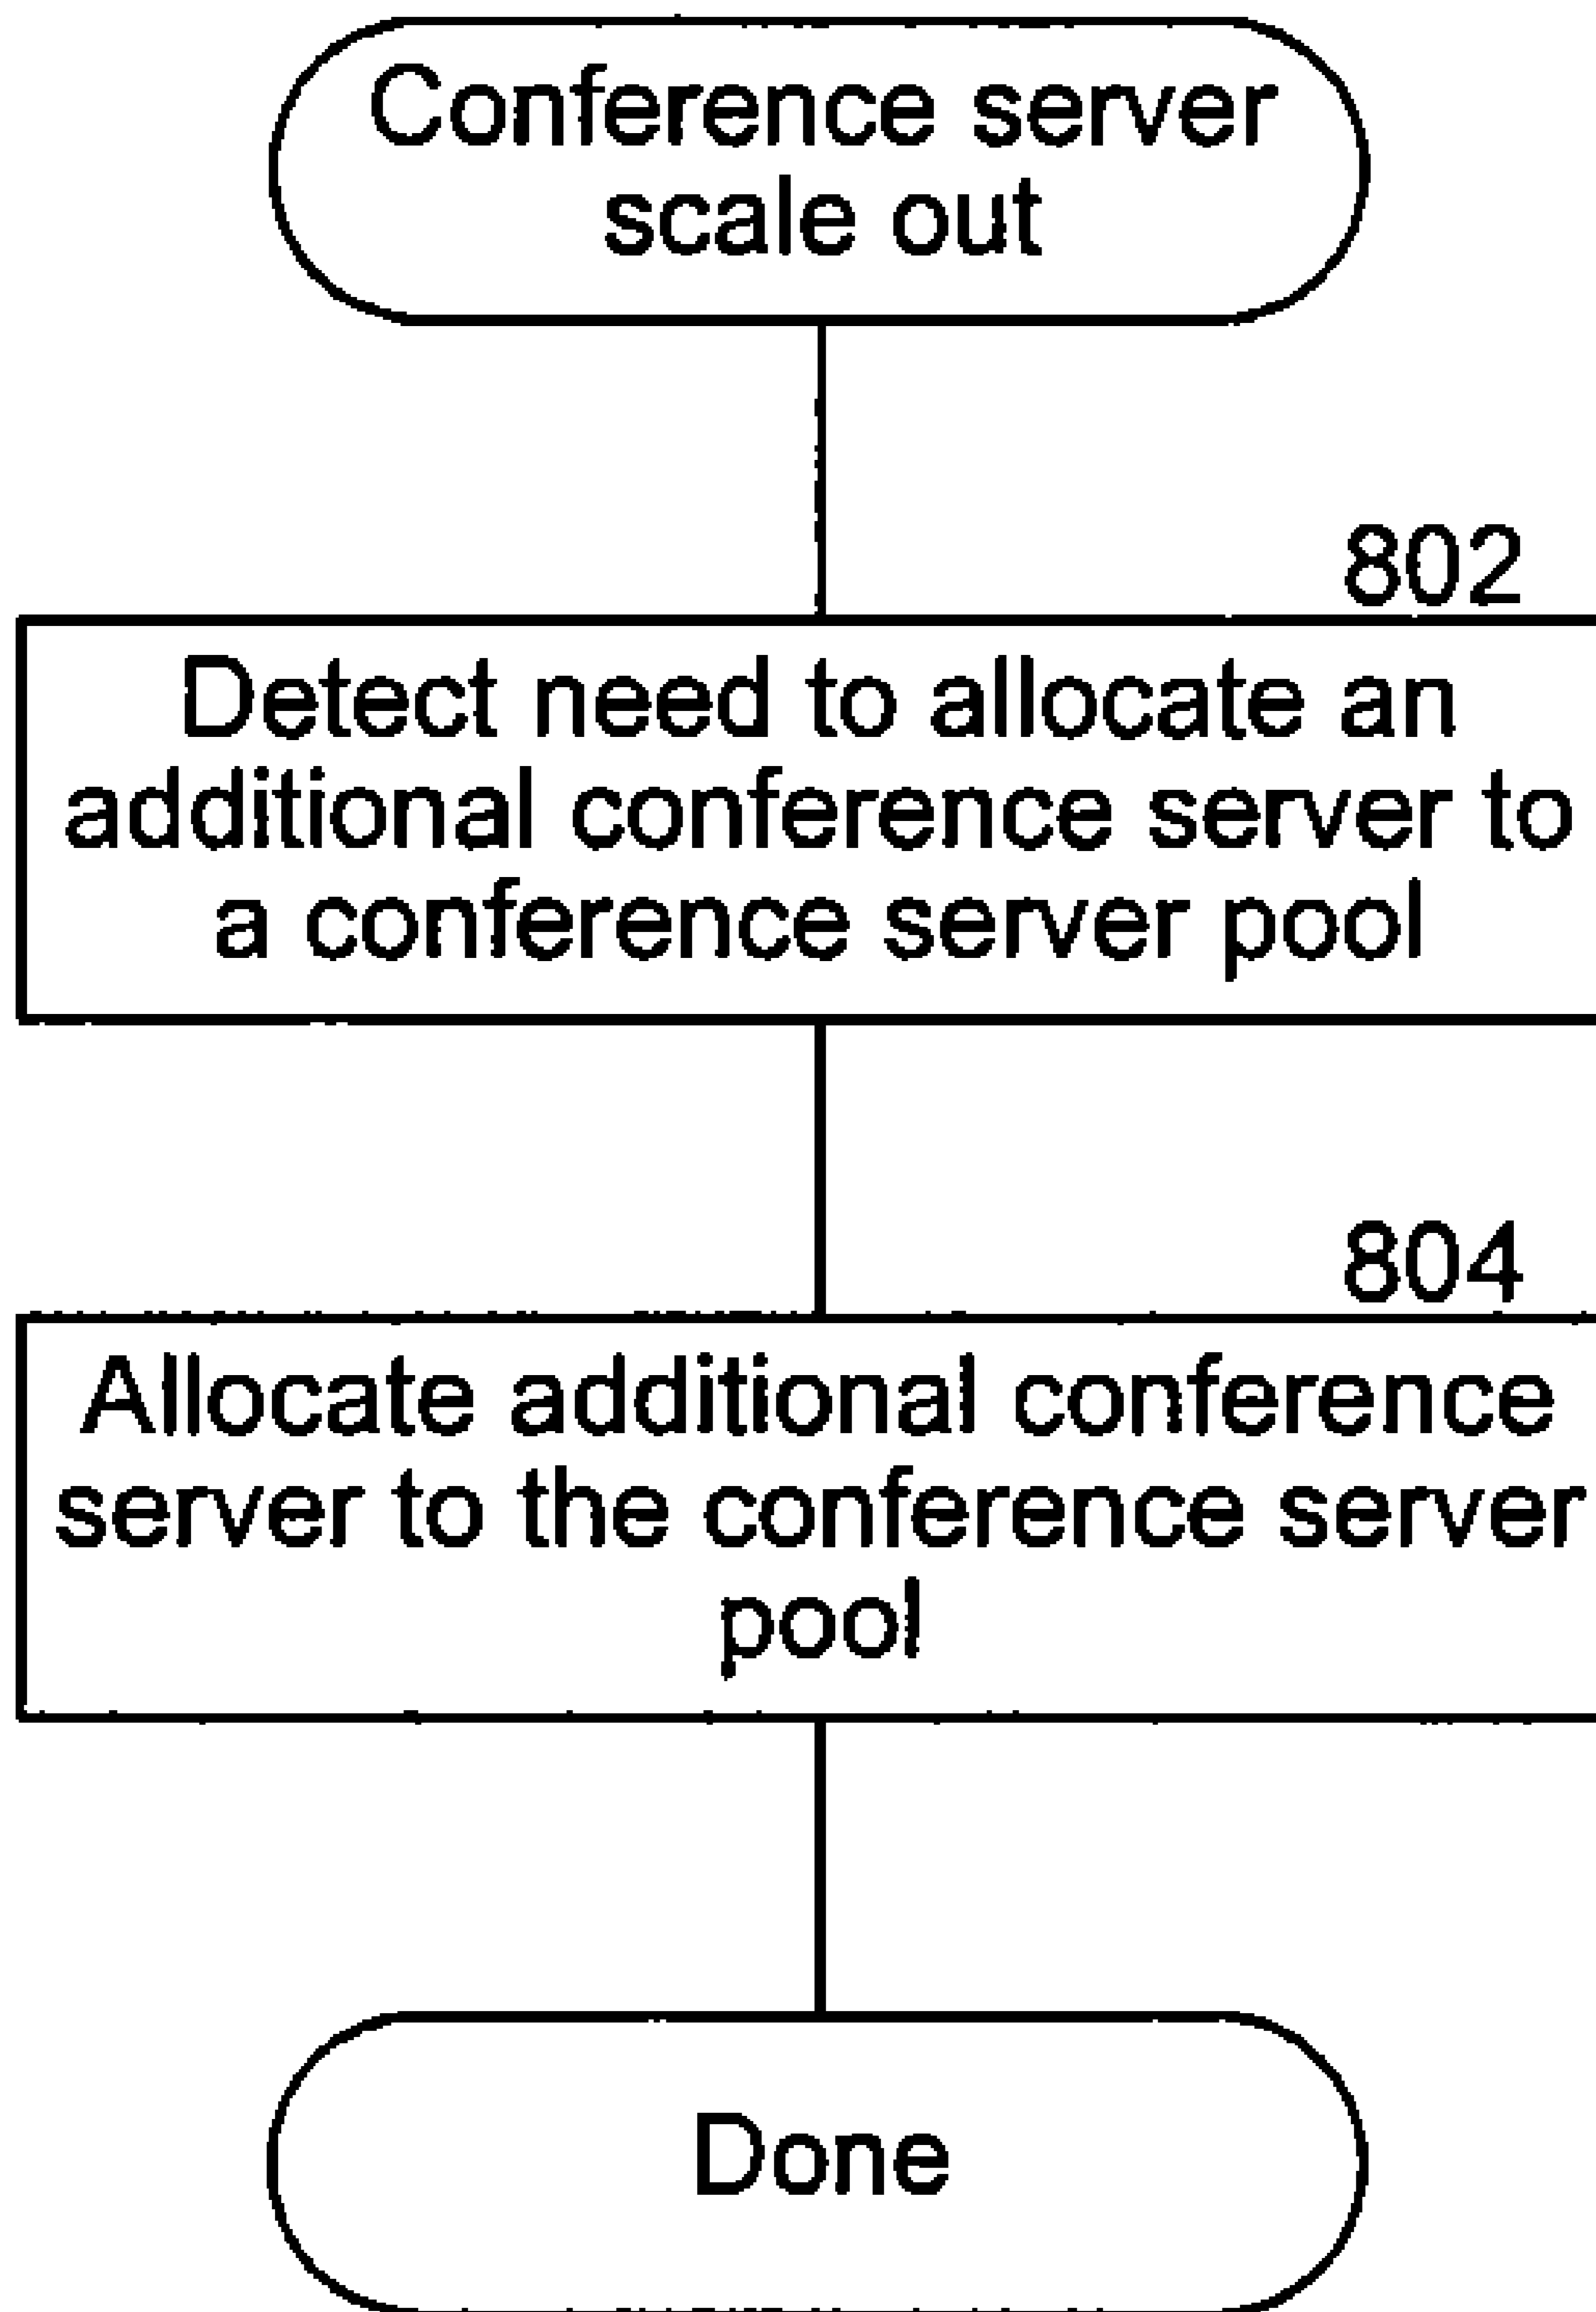 Conference server
scale out
802
Detect need to allocate an
additional conference server to
a conference server pool
804
Allocate additional conference
server to the conference server
pool
Done